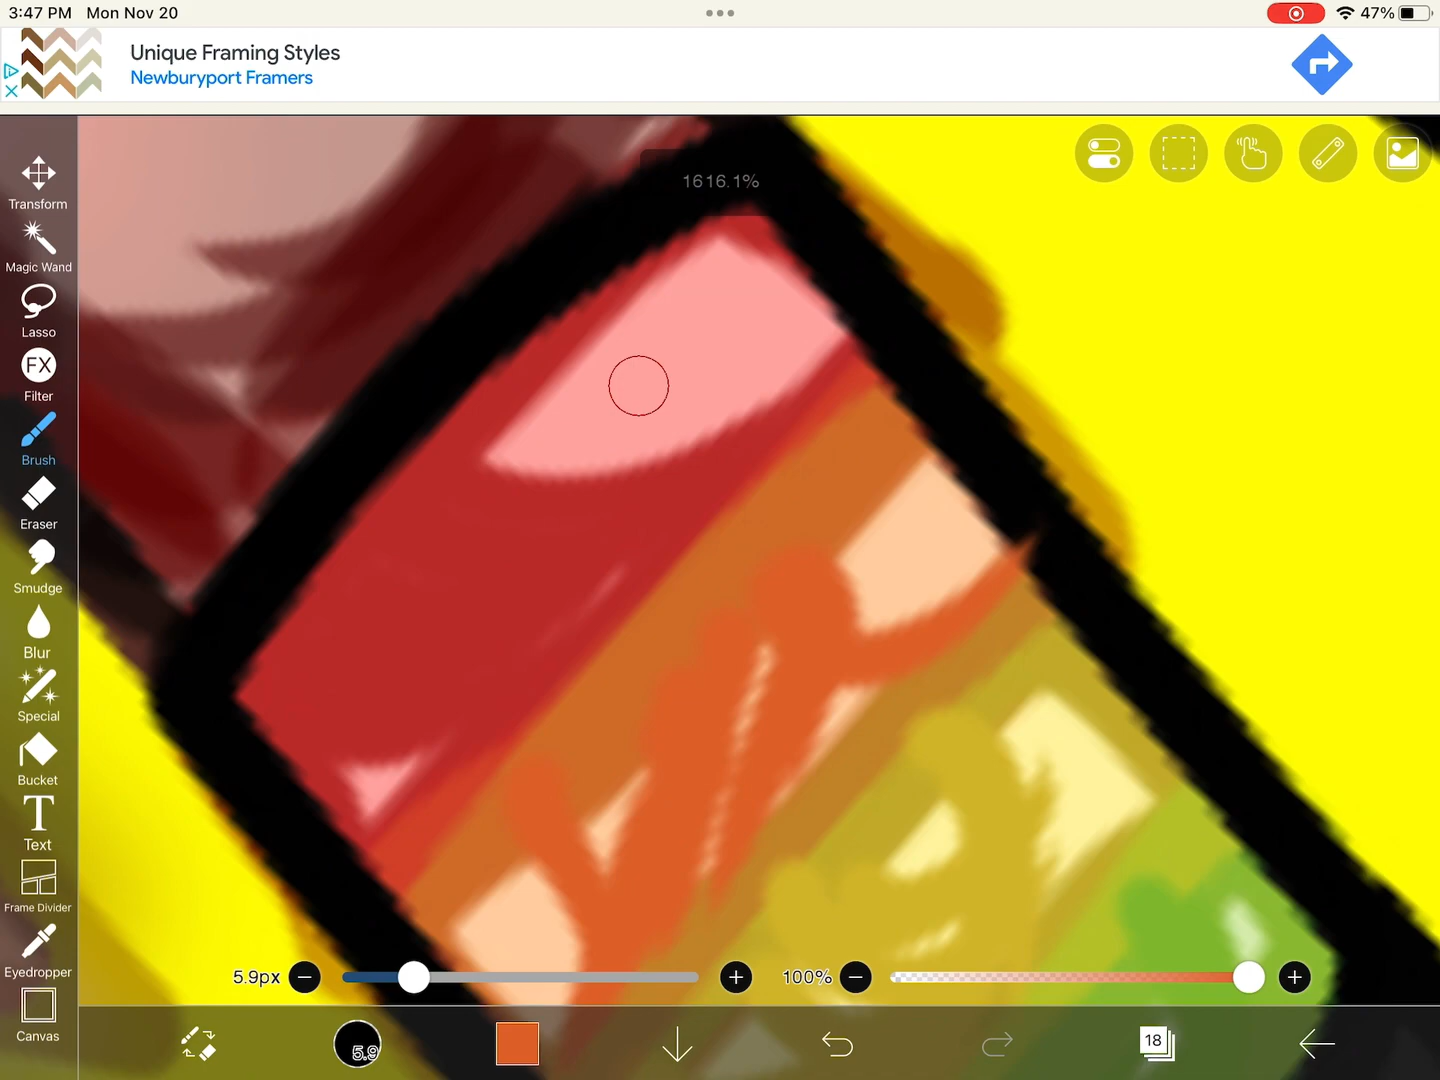 3:47 PM Mon Nov 20
47%
Unique Framing Styles
Newburyport Framers
1616.1%
Transform
Magic Wand
Lasso
FX
Filter
Brush
Eraser
Smudge
Blur
Special
Bucket
T
Text
Frame Divider
Eyedropper
Canvas
5.9px
100%
5.9
18